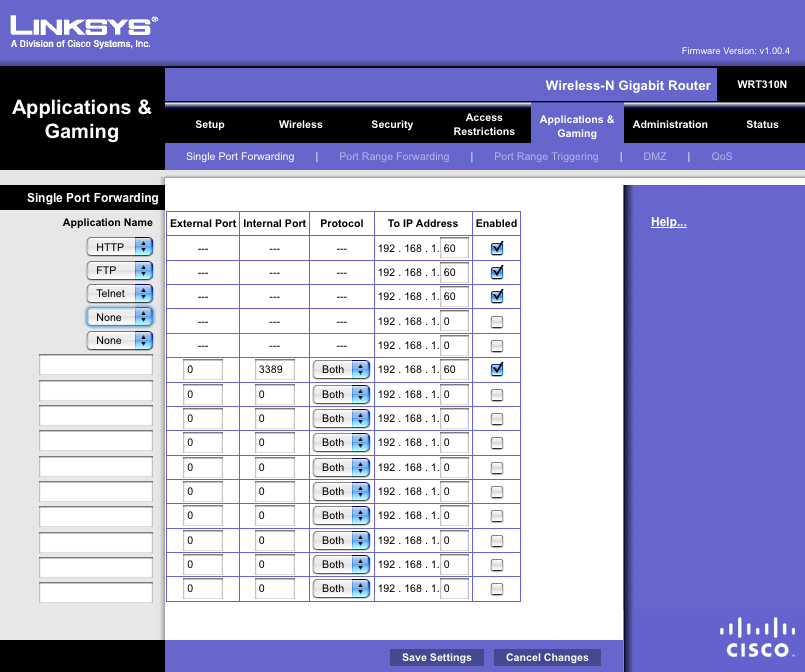 LINKSYS®
A Division of Cisco Systems, Inc.
Firmware Version: v1.00.4
Wireless-N Gigabit Router WRT310N
Applications &
Gaming
Setup Wireless Security Access Restrictions Applications & Gaming Administration Status
Single Port Forwarding | Port Range Forwarding | Port Range Triggering | DMZ | QoS
Single Port Forwarding
Help...
Application Name External Port Internal Port Protocol To IP Address Enabled
HTTP --- --- --- 192 . 168 . 1. 60
FTP --- --- --- 192 . 168 . 1. 60
Telnet --- --- --- 192 . 168 . 1. 60
None --- --- --- 192 . 168 . 1. 0
None --- --- --- 192 . 168 . 1. 0
0 3389 Both 192 . 168 . 1. 60
0 0 Both 192 . 168 . 1. 0
0 0 Both 192 . 168 . 1. 0
0 0 Both 192 . 168 . 1. 0
0 0 Both 192 . 168 . 1. 0
0 0 Both 192 . 168 . 1. 0
0 0 Both 192 . 168 . 1. 0
0 0 Both 192 . 168 . 1. 0
0 0 Both 192 . 168 . 1. 0
0 0 Both 192 . 168 . 1. 0
Save Settings Cancel Changes
CISCO.